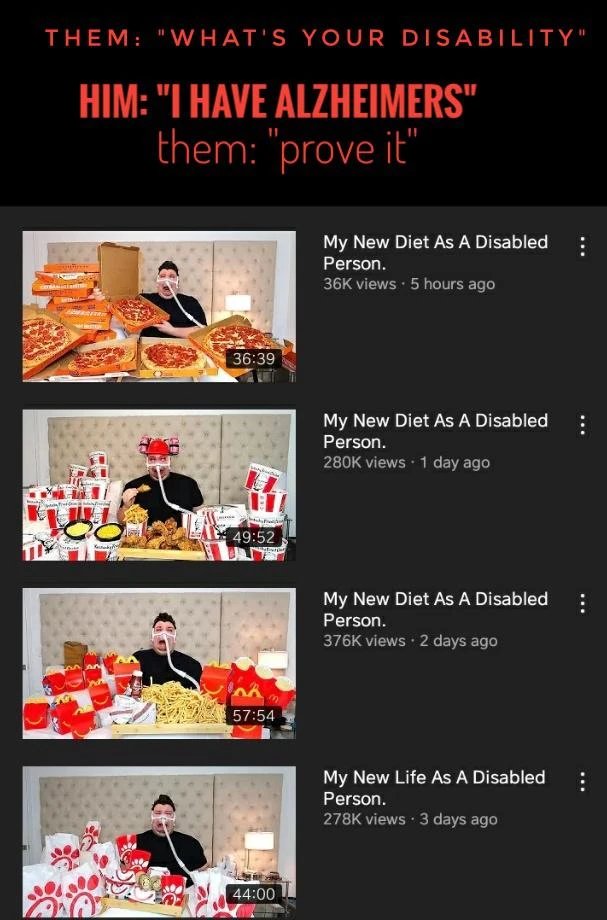 THEM: "WHAT'S YOUR DISABILITY"
HIM: "I HAVE ALZHEIMERS"
them: "prove it"
My New Diet As A Disabled
Person.
36K views · 5 hours ago
36:39
My New Diet As A Disabled
Person.
280K views · 1 day ago
49:52
My New Diet As A Disabled
Person.
376K views · 2 days ago
57:54
My New Life As A Disabled
Person.
278K views · 3 days ago
44:00